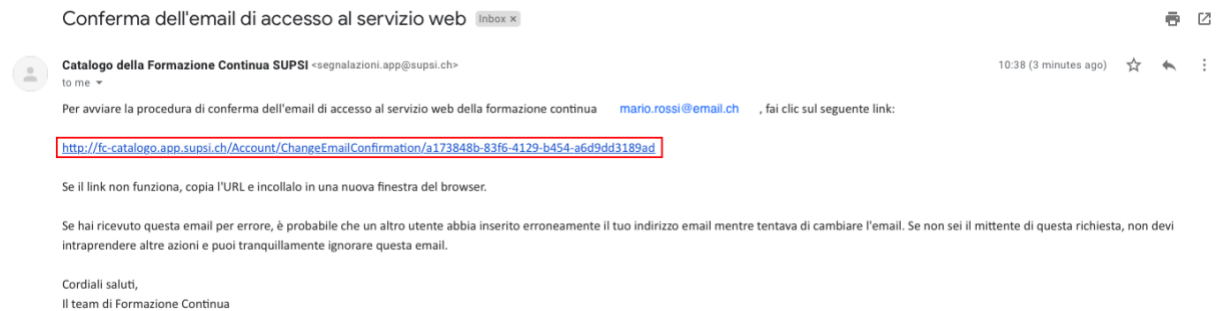 Conferma dell'email di accesso al servizio web Inbox x
Catalogo della Formazione Continua SUPSI <segnalazioni.app@supsi.ch>
10:38 (3 minutes ago)
to me
Per avviare la procedura di conferma dell'email di accesso al servizio web della formazione continua mario.rossi@email.ch , fai clic sul seguente link:
http://fc-catalogo.app.supsi.ch/Account/ChangeEmailConfirmation/a173848b-83f6-4129-b454-a6d9dd3189ad
Se il link non funziona, copia l'URL e incollalo in una nuova finestra del browser.
Se hai ricevuto questa email per errore, è probabile che un altro utente abbia inserito erroneamente il tuo indirizzo email mentre tentava di cambiare l'email. Se non sei il mittente di questa richiesta, non devi
intraprendere altre azioni e puoi tranquillamente ignorare questa email.
Cordiali saluti,
Il team di Formazione Continua